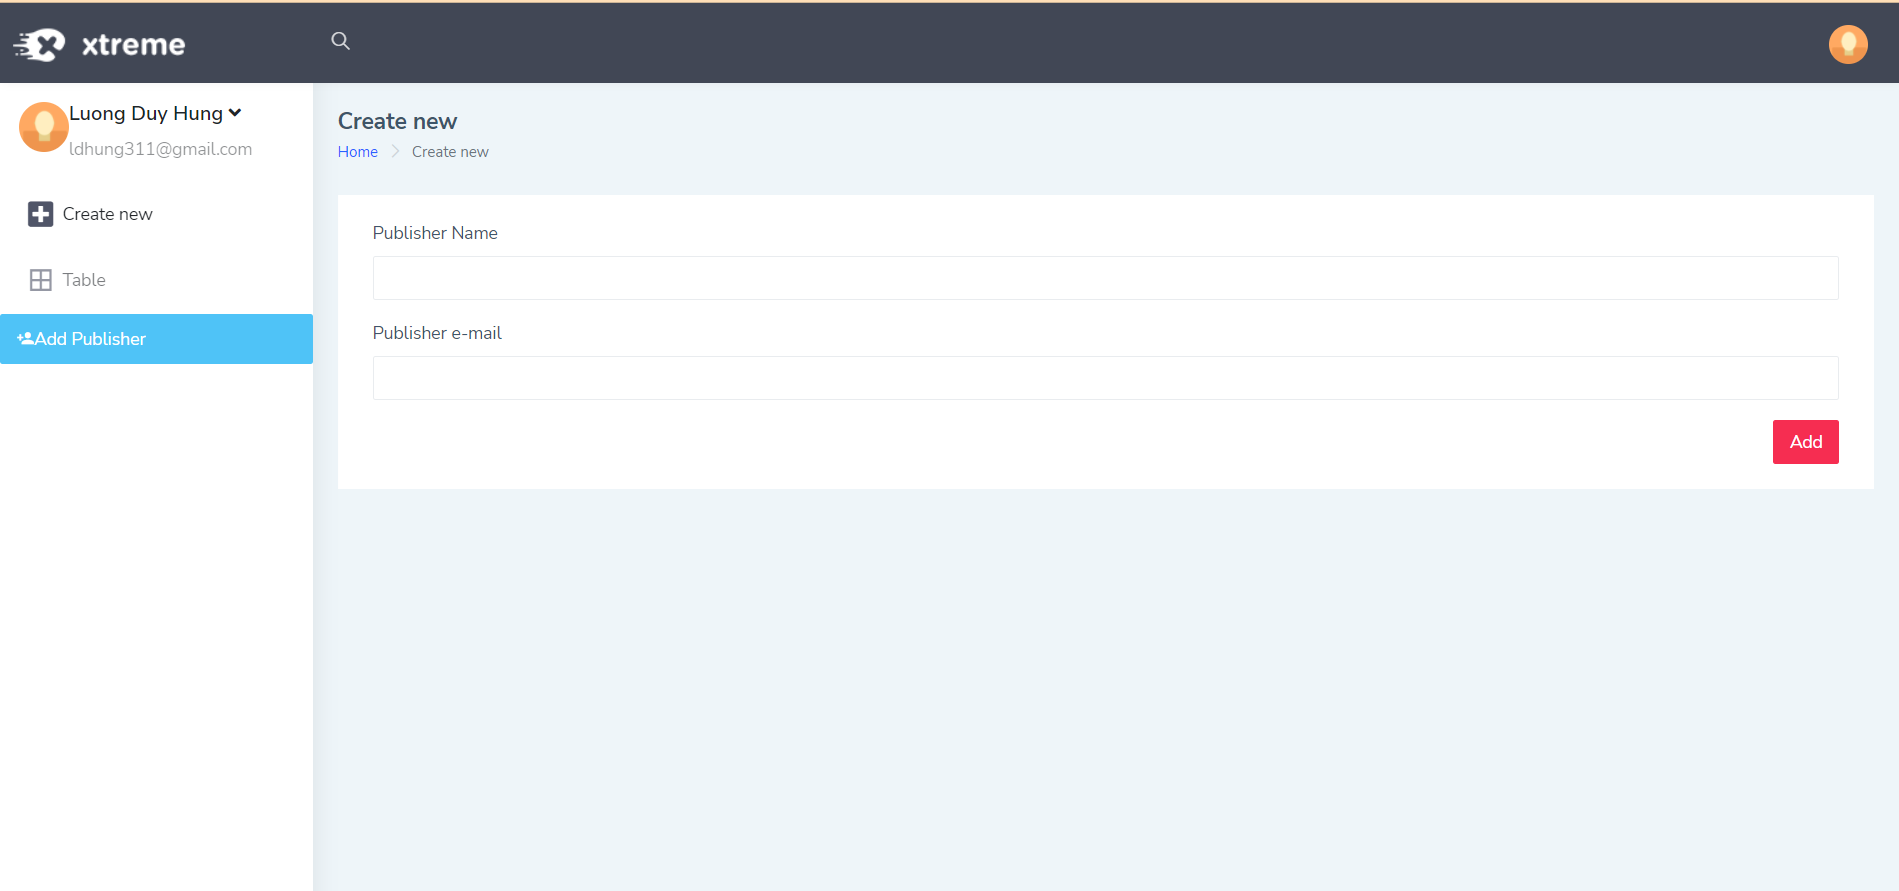 xtreme
Luong Duy Hung
ldhung311@gmail.com
Create new
Table
Add Publisher
Create new
Home Create new
Publisher Name
Publisher e-mail
Add